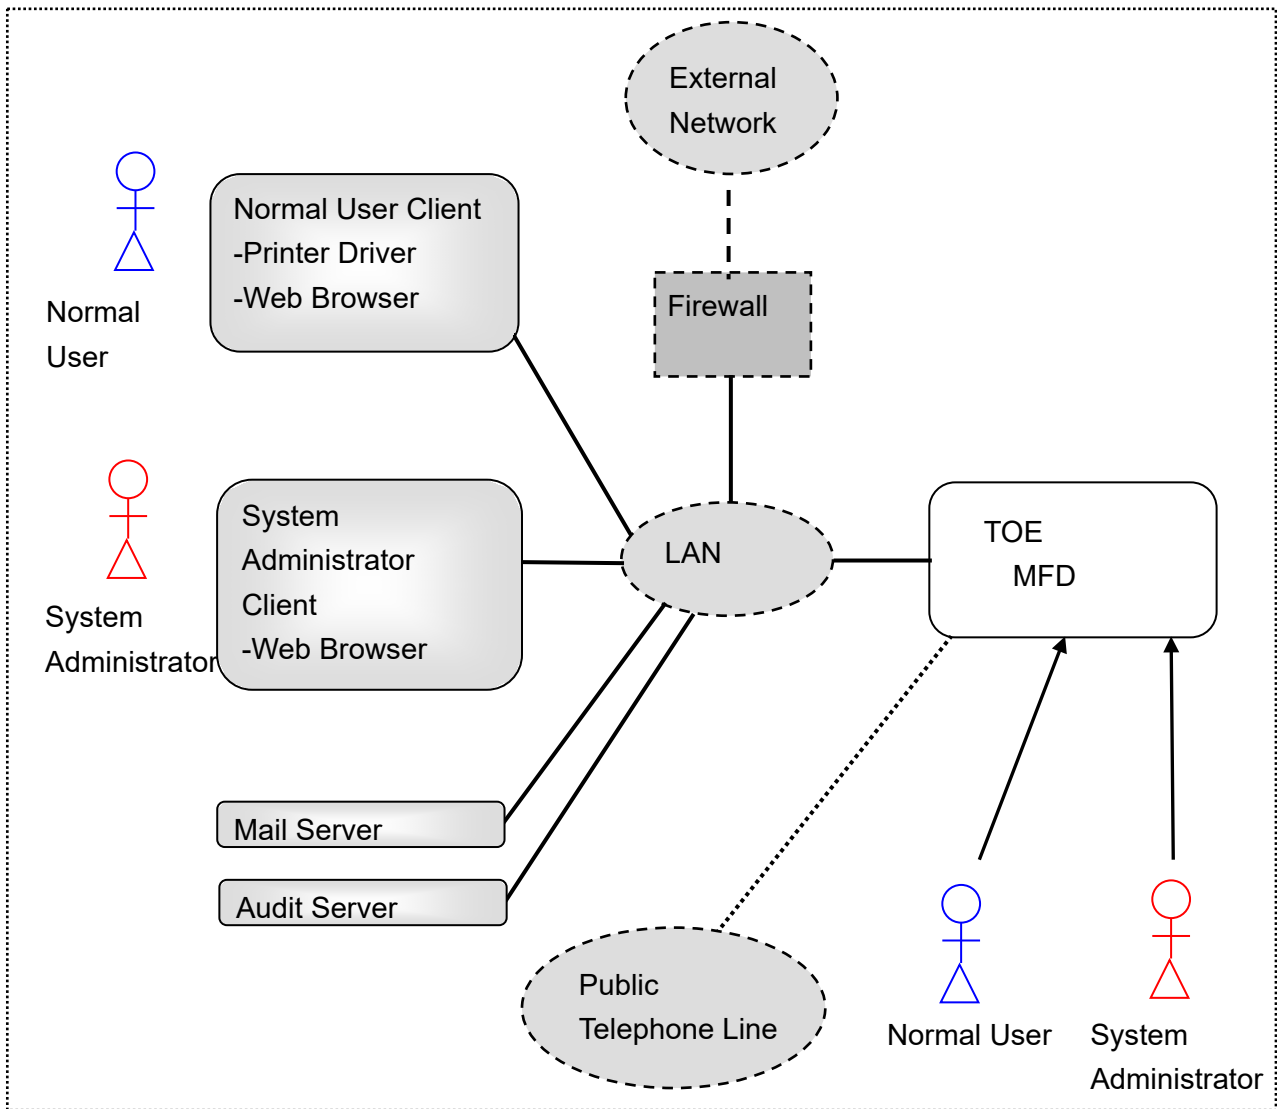 External
Network
Normal User Client
-Printer Driver
-Web Browser
Normal
User
Firewall
System
Administrator
Client
-Web Browser
System
Administrator
LAN
TOE
MFD
Mail Server
Audit Server
Public
Telephone Line
Normal User
System
Administrator